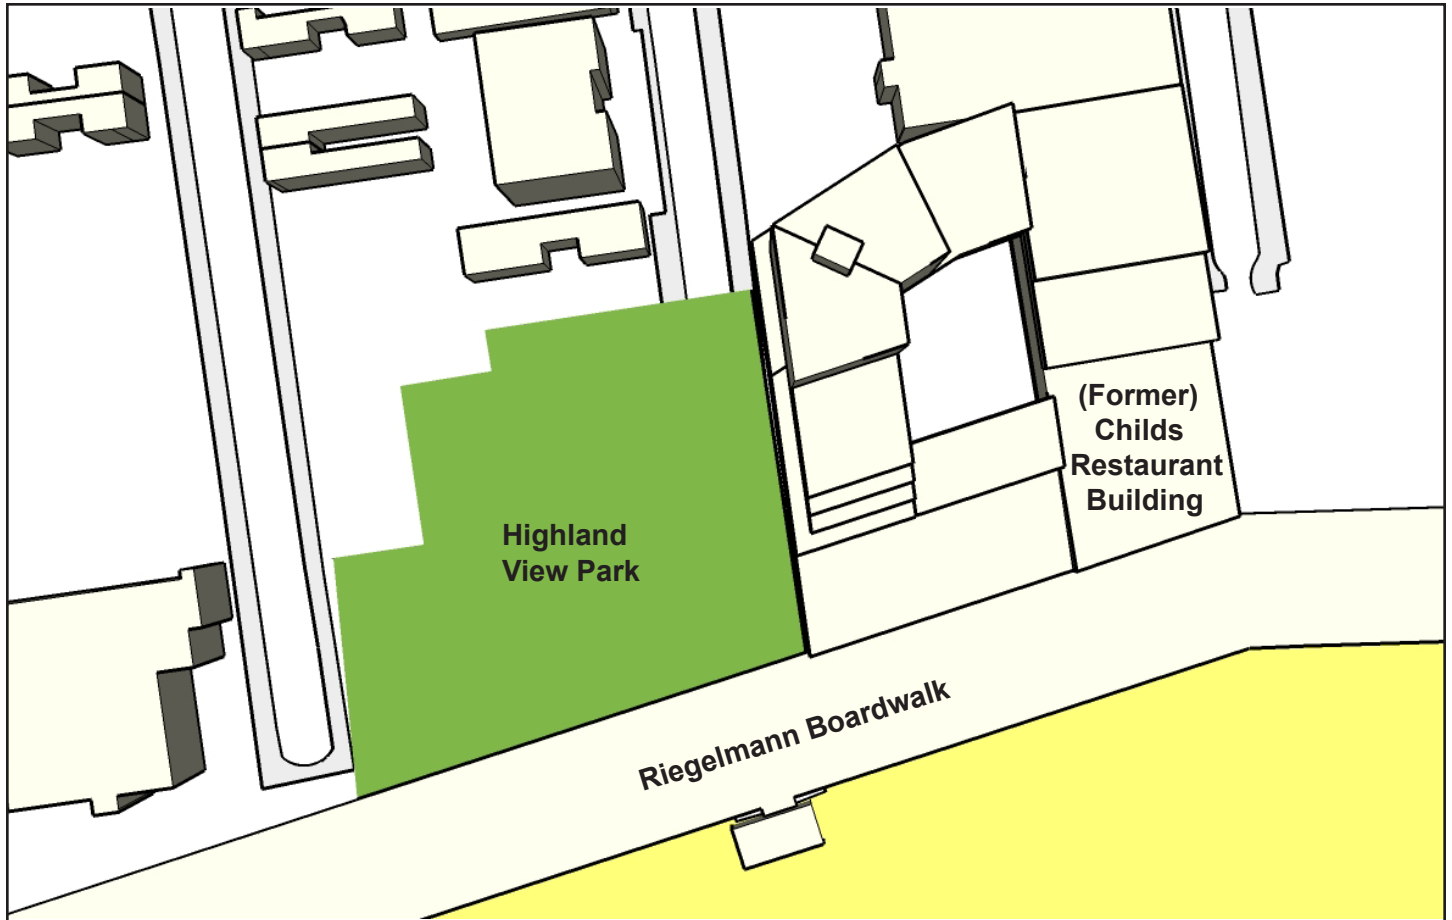 (Former)
Childs
Restaurant
Building
Highland
View Park
Riegelmann Boardwalk